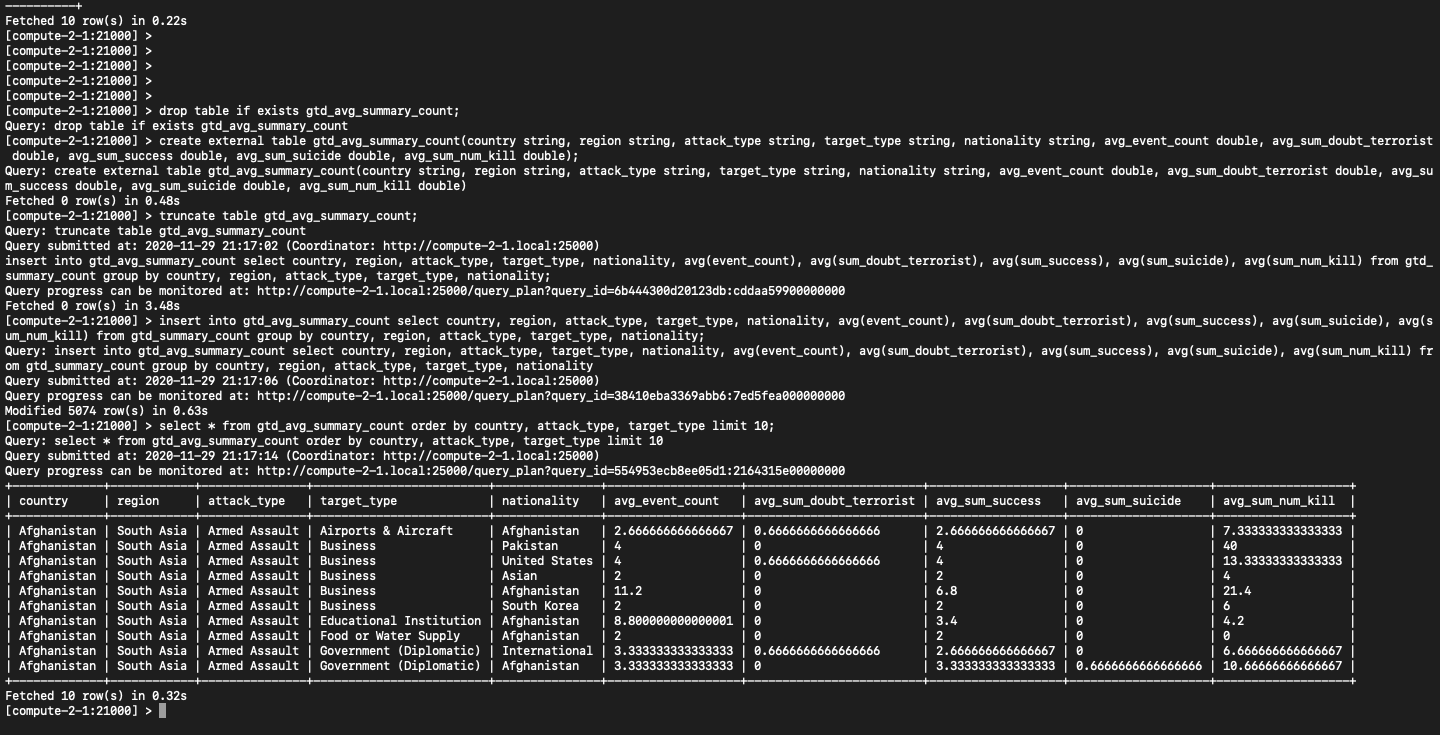 Fetched 10 row(s) in 0.22s
[compute-2-1:21000] >
[compute-2-1:21000] >
[compute-2-1:21000] >
[compute-2-1:21000] >
[compute-2-1:21000] >
[compute-2-1:21000] > drop table if exists gtd_avg_summary_count;
Query: drop table if exists gtd_avg_summary_count
[compute-2-1:21000] > create external table gtd_avg_summary_count(country string, region string, attack_type string, target_type string, nationality string, avg_event_count double, avg_sum_doubt_terrorist
 double, avg_sum_success double, avg_sum_suicide double, avg_sum_num_kill double);
Query: create external table gtd_avg_summary_count(country string, region string, attack_type string, target_type string, nationality string, avg_event_count double, avg_sum_doubt_terrorist double, avg_su
m_success double, avg_sum_suicide double, avg_sum_num_kill double)
Fetched 0 row(s) in 0.48s
[compute-2-1:21000] > truncate table gtd_avg_summary_count;
Query: truncate table gtd_avg_summary_count
Query submitted at: 2020-11-29 21:17:02 (Coordinator: http://compute-2-1.local:25000)
insert into gtd_avg_summary_count select country, region, attack_type, target_type, nationality, avg(event_count), avg(sum_doubt_terrorist), avg(sum_success), avg(sum_suicide), avg(sum_num_kill) from gtd_
summary_count group by country, region, attack_type, target_type, nationality;
Query progress can be monitored at: http://compute-2-1.local:25000/query_plan?query_id=6b444300d20123db:cddaa59900000000
Fetched 0 row(s) in 3.48s
[compute-2-1:21000] > insert into gtd_avg_summary_count select country, region, attack_type, target_type, nationality, avg(event_count), avg(sum_doubt_terrorist), avg(sum_success), avg(sum_suicide), avg(s
um_num_kill) from gtd_summary_count group by country, region, attack_type, target_type, nationality;
Query: insert into gtd_avg_summary_count select country, region, attack_type, target_type, nationality, avg(event_count), avg(sum_doubt_terrorist), avg(sum_success), avg(sum_suicide), avg(sum_num_kill) fr
om gtd_summary_count group by country, region, attack_type, target_type, nationality
Query submitted at: 2020-11-29 21:17:06 (Coordinator: http://compute-2-1.local:25000)
Query progress can be monitored at: http://compute-2-1.local:25000/query_plan?query_id=38410eba3369abb6:7ed5fea000000000
Modified 5074 row(s) in 0.63s
[compute-2-1:21000] > select * from gtd_avg_summary_count order by country, attack_type, target_type limit 10;
Query: select * from gtd_avg_summary_count order by country, attack_type, target_type limit 10
Query submitted at: 2020-11-29 21:17:14 (Coordinator: http://compute-2-1.local:25000)
Query progress can be monitored at: http://compute-2-1.local:25000/query_plan?query_id=554953ecb8ee05d1:2164315e00000000
| country | region | attack_type | target_type | nationality | avg_event_count | avg_sum_doubt_terrorist | avg_sum_success | avg_sum_suicide | avg_sum_num_kill |
| Afghanistan | South Asia | Armed Assault | Airports & Aircraft | Afghanistan | 2.666666666666667 | 0.6666666666666666 | 2.666666666666667 | 0 | 7.333333333333333 |
| Afghanistan | South Asia | Armed Assault | Business | Pakistan | 4 | 0 | 4 | 0 | 40 |
| Afghanistan | South Asia | Armed Assault | Business | United States | 4 | 0.6666666666666666 | 4 | 0 | 13.33333333333333 |
| Afghanistan | South Asia | Armed Assault | Business | Asian | 2 | 0 | 2 | 0 | 4 |
| Afghanistan | South Asia | Armed Assault | Business | Afghanistan | 11.2 | 0 | 6.8 | 0 | 21.4 |
| Afghanistan | South Asia | Armed Assault | Business | South Korea | 2 | 0 | 2 | 0 | 6 |
| Afghanistan | South Asia | Armed Assault | Educational Institution | Afghanistan | 8.800000000000001 | 0 | 3.4 | 0 | 4.2 |
| Afghanistan | South Asia | Armed Assault | Food or Water Supply | Afghanistan | 2 | 0 | 2 | 0 | 0 |
| Afghanistan | South Asia | Armed Assault | Government (Diplomatic) | International | 3.333333333333333 | 0.6666666666666666 | 2.666666666666667 | 0 | 6.666666666666667 |
| Afghanistan | South Asia | Armed Assault | Government (Diplomatic) | Afghanistan | 3.333333333333333 | 0 | 3.333333333333333 | 0.6666666666666666 | 10.66666666666667 |
Fetched 10 row(s) in 0.32s
[compute-2-1:21000] >